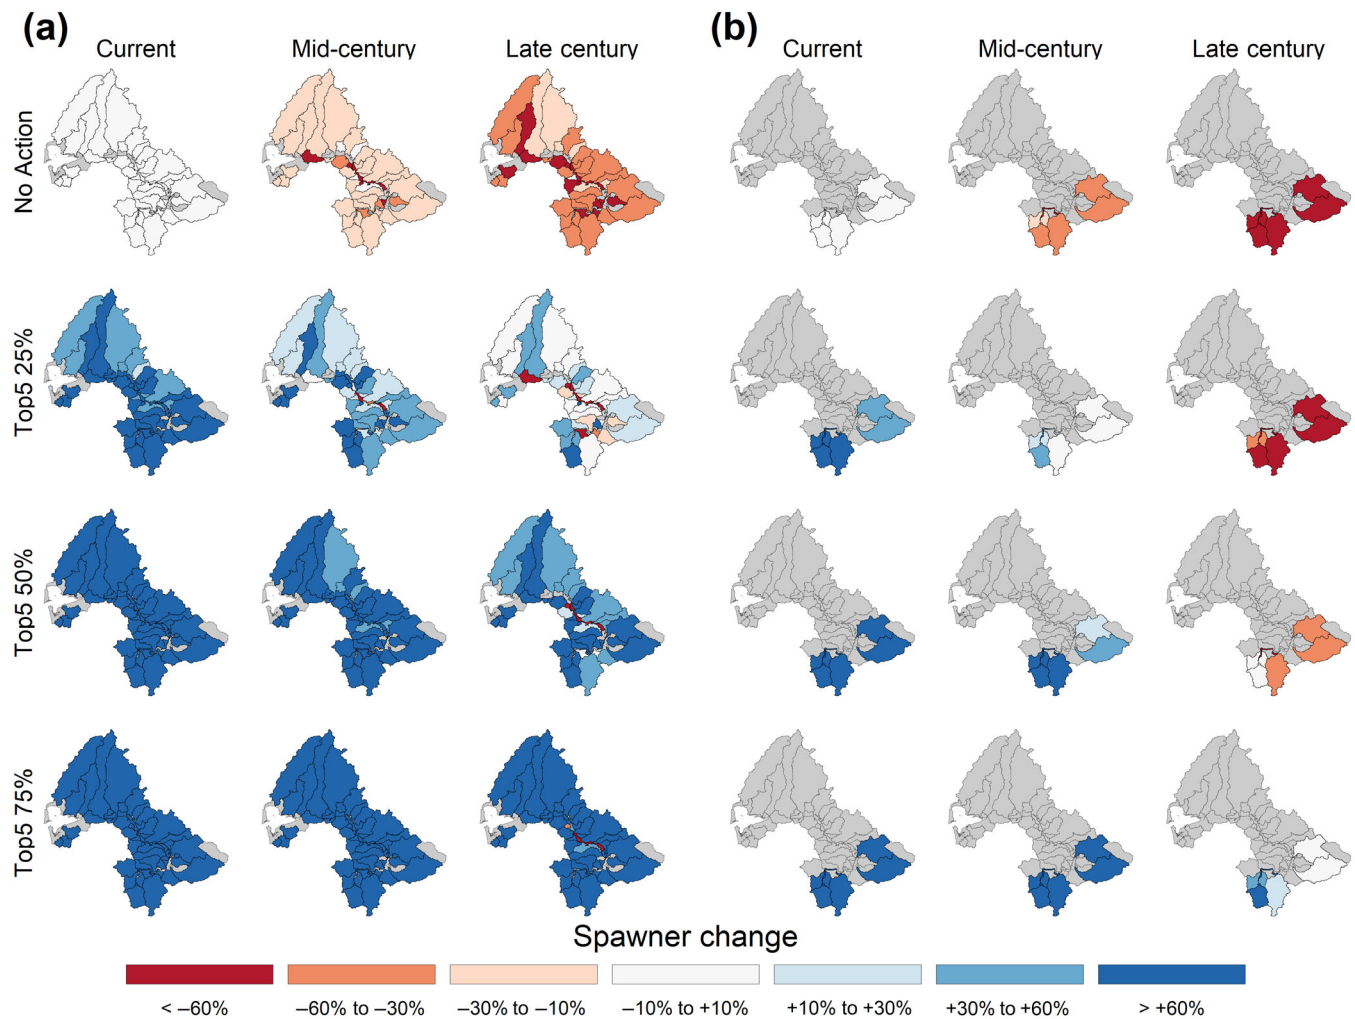 (a)
Current
Mid-century
Late century
(b)
Current
Mid-century
Late century
No Action
Top5 25%
Top5 50%
Top5 75%
Spawner change
< –60%
–60% to –30%
–30% to –10%
–10% to +10%
+10% to +30%
+30% to +60%
> +60%